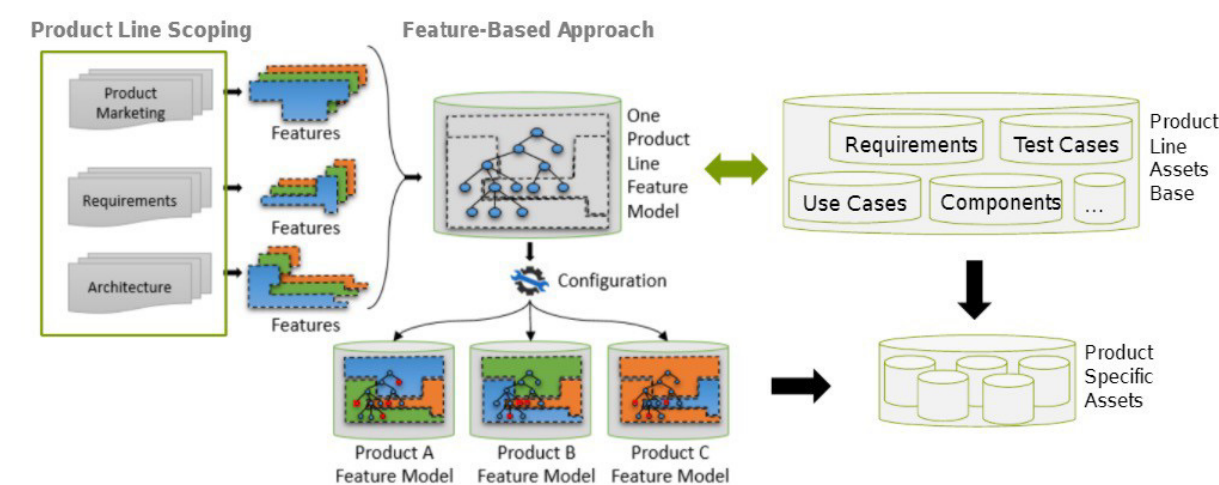 Product Line Scoping
Feature-Based Approach
Product
Marketing
Features
Requirements
Features
Architecture
Features
One
Product
Line
Feature
Model
Configuration
Product A
Feature Model
Product B
Feature Model
Product C
Feature Model
Requirements
Test Cases
Use Cases
Components
...
Product
Line
Assets
Base
Product
Specific
Assets